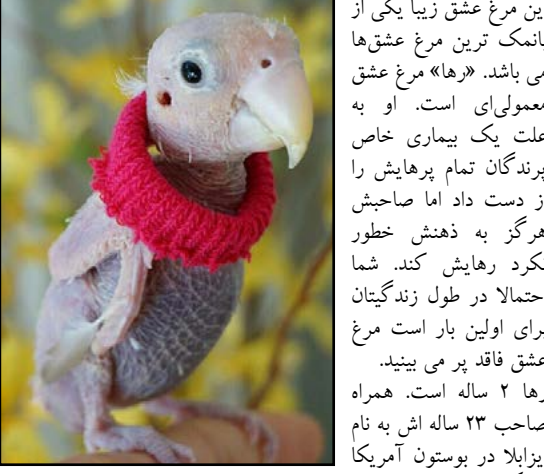 ین مرغ عشق زیبا یکی از
بانمک ترین مرغ عشق‌ها
می باشد. «رها» مرغ عشق
معمولی‌ای است. او به
علت یک بیماری خاص
پرندگان تمام پرهایش را
ز دست داد اما صاحبش
هرگز به ذهنش خطور
نکرد رهایش کند. شما
حتمالا در طول زندگیتان
برای اولین بار است مرغ
عشق فاقد پر می بینید.
رها ۲ ساله است. همراه
صاحب ۲۳ ساله اش به نام
یزابلا در بوستون آمریکا